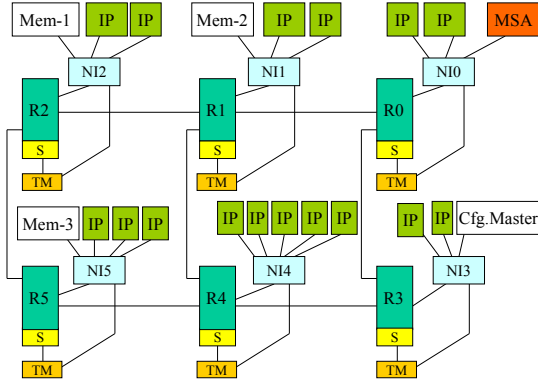 Mem-1 IP IP Mem-2 IP IP IP IP MSA
NI2 NI1 NI0
R2 R1 R0
S S S
TM TM TM
Mem-3 IP IP IP IP IP IP IP IP IP IP Cfg.Master
NI5 NI4 NI3
R5 R4 R3
S S S
TM TM TM